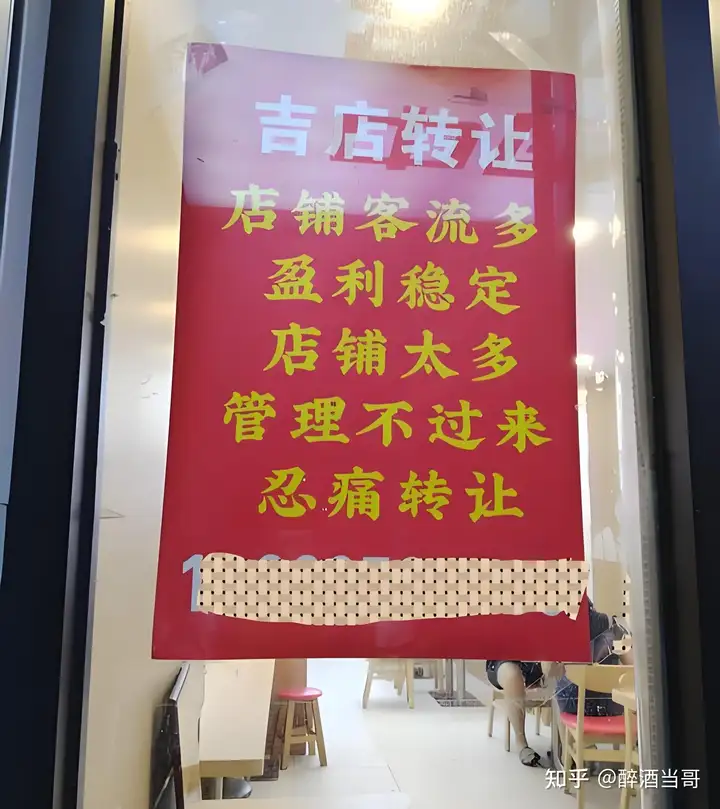 吉店转让
店铺客流多
盈利稳定
店铺太多
管理不过来
忍痛转让
知乎 @醉酒当哥